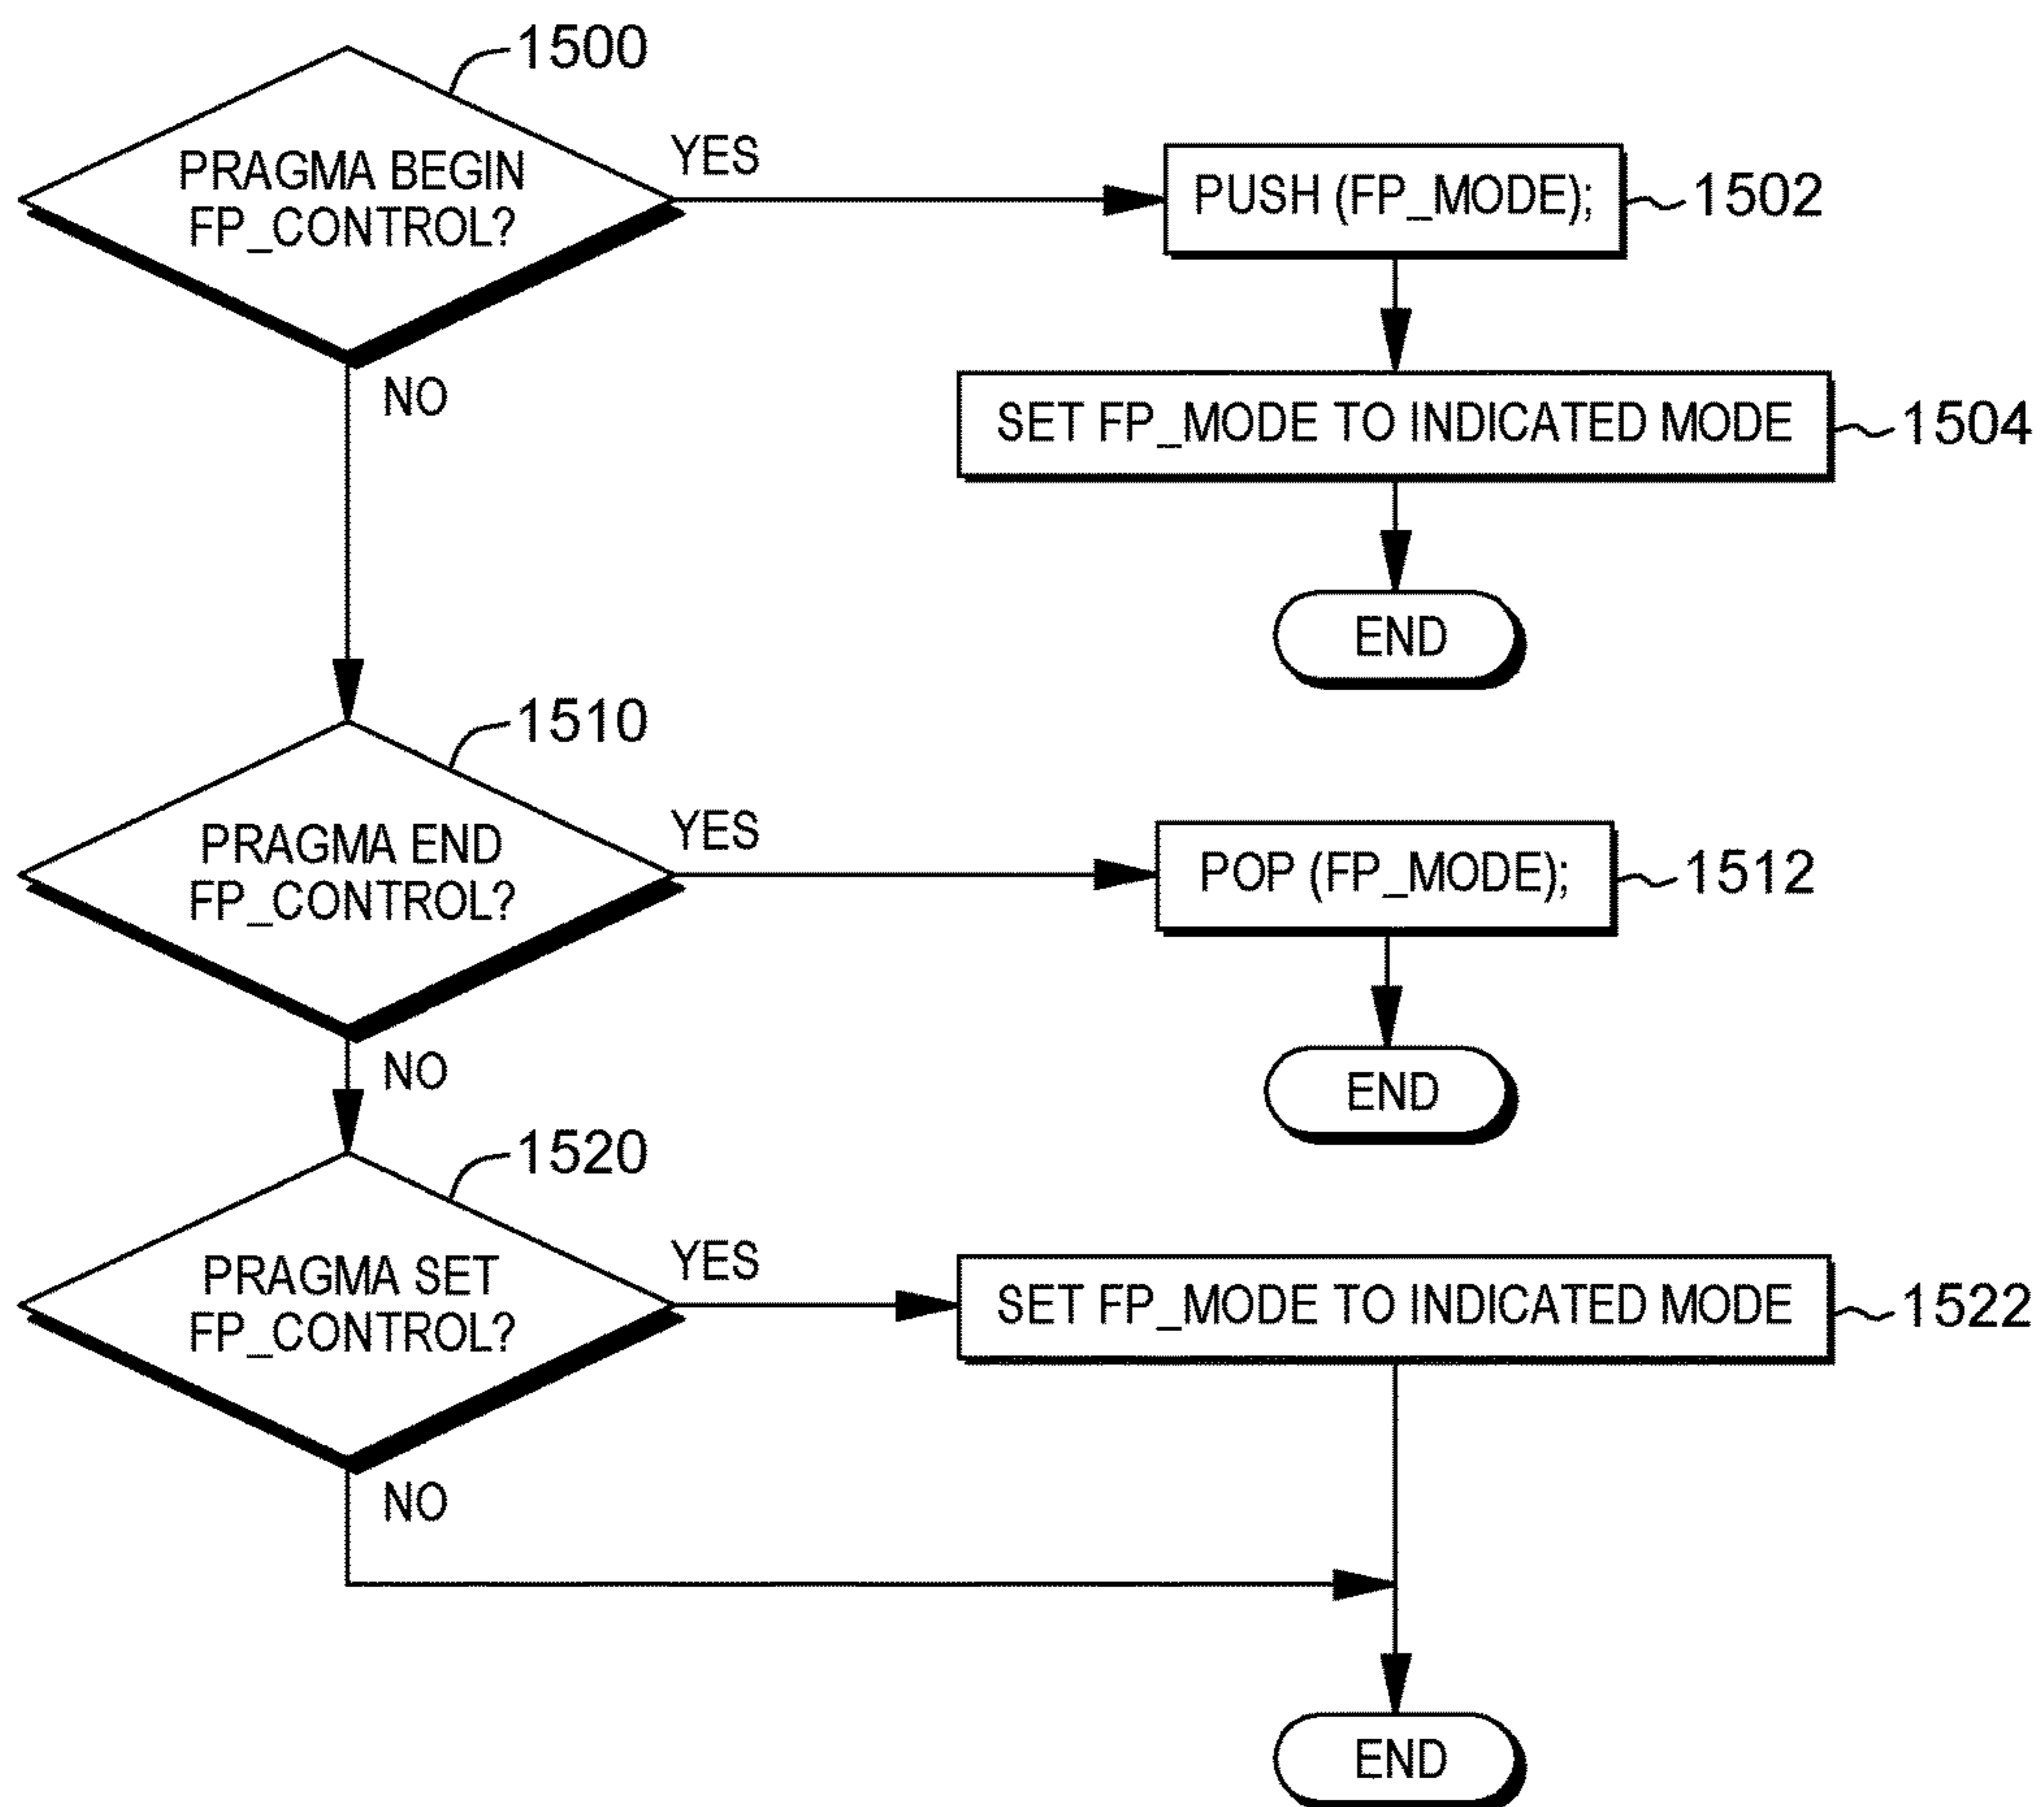 1500
PRAGMA BEGIN
FP_CONTROL?
YES
PUSH (FP_MODE);
1502
NO
SET FP_MODE TO INDICATED MODE
1504
END
1510
PRAGMA END
FP_CONTROL?
YES
POP (FP_MODE);
1512
NO
END
1520
PRAGMA SET
FP_CONTROL?
YES
SET FP_MODE TO INDICATED MODE
1522
NO
END